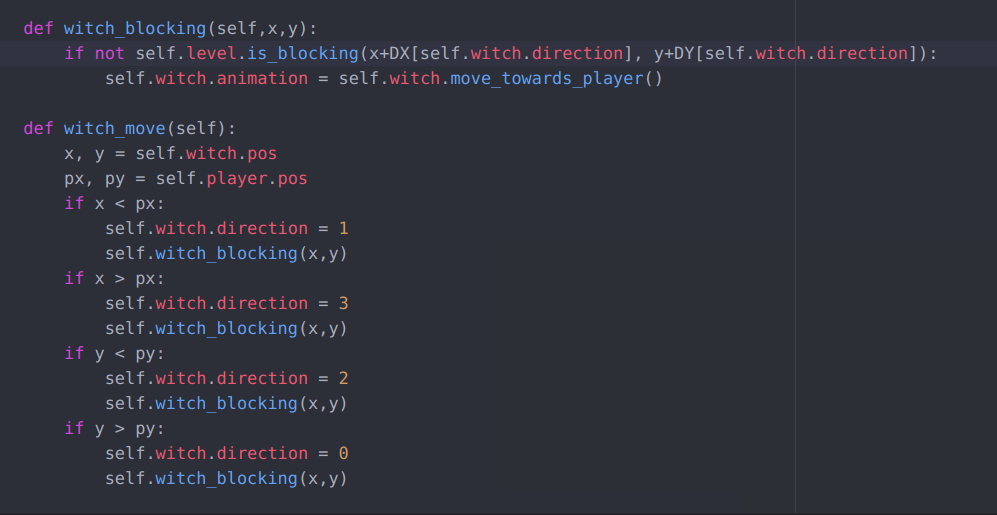 def witch_blocking(self,x,y):
    if not self.level.is_blocking(x+DX[self.witch.direction], y+DY[self.witch.direction]):
        self.witch.animation = self.witch.move_towards_player()

def witch_move(self):
    x, y = self.witch.pos
    px, py = self.player.pos
    if x < px:
        self.witch.direction = 1
        self.witch_blocking(x,y)
    if x > px:
        self.witch.direction = 3
        self.witch_blocking(x,y)
    if y < py:
        self.witch.direction = 2
        self.witch_blocking(x,y)
    if y > py:
        self.witch.direction = 0
        self.witch_blocking(x,y)